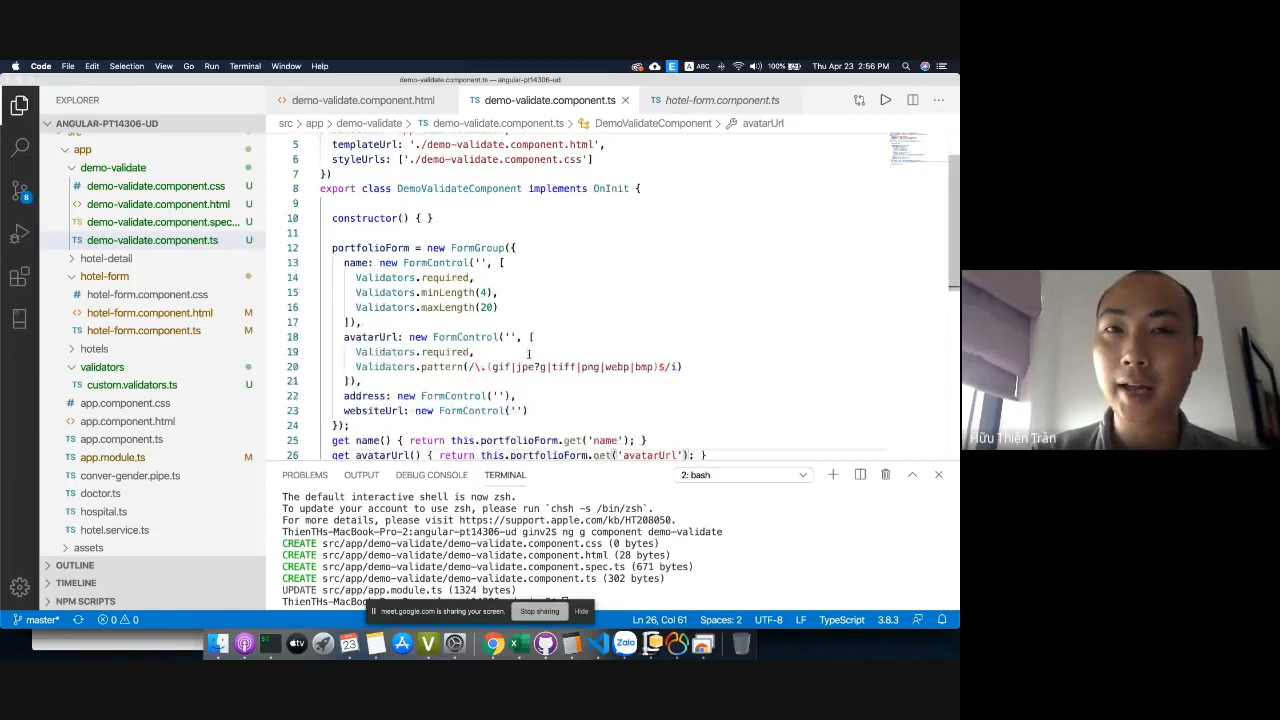 Code File Edit Selection View Go Run Terminal Window Help
ABC 100% Thu Apr 23 2:56 PM
demo-validate.component.ts — angular-pt14306-ud
EXPLORER
demo-validate.component.html
demo-validate.component.ts
hotel-form.component.ts
ANGULAR-PT14306-UD
src > app > demo-validate > demo-validate.component.ts > DemoValidateComponent > avatarUrl
src
app
demo-validate
demo-validate.component.css U
demo-validate.component.html U
demo-validate.component.spec... U
demo-validate.component.ts U
hotel-detail
hotel-form
hotel-form.component.css
hotel-form.component.html M
hotel-form.component.ts M
hotels
validators
custom.validators.ts U
app.component.css
app.component.html
app.component.ts
app.module.ts M
conver-gender.pipe.ts
doctor.ts
hospital.ts
hotel.service.ts
assets
OUTLINE
TIMELINE
NPM SCRIPTS
templateUrl: './demo-validate.component.html',
6 styleUrls: ['./demo-validate.component.css']
7 })
8 export class DemoValidateComponent implements OnInit {
9
10 constructor() { }
11
12 portfolioForm = new FormGroup({
13 name: new FormControl('', [
14 Validators.required,
15 Validators.minLength(4),
16 Validators.maxLength(20)
17 ]),
18 avatarUrl: new FormControl('', [
19 Validators.required,
20 Validators.pattern(/\.(gif|jpe?g|tiff|png|webp|bmp)$/i)
21 ]),
22 address: new FormControl(''),
23 websiteUrl: new FormControl('')
24 });
25 get name() { return this.portfolioForm.get('name'); }
26 get avatarUrl() { return this.portfolioForm.get('avatarUrl'); }
PROBLEMS OUTPUT DEBUG CONSOLE TERMINAL 2: bash
The default interactive shell is now zsh.
To update your account to use zsh, please run `chsh -s /bin/zsh`.
For more details, please visit https://support.apple.com/kb/HT208050.
ThienTHs-MacBook-Pro-2:angular-pt14306-ud ginv2$ ng g component demo-validate
CREATE src/app/demo-validate/demo-validate.component.css (0 bytes)
CREATE src/app/demo-validate/demo-validate.component.html (28 bytes)
CREATE src/app/demo-validate/demo-validate.component.spec.ts (671 bytes)
CREATE src/app/demo-validate/demo-validate.component.ts (302 bytes)
UPDATE src/app/app.module.ts (1324 bytes)
meet.google.com is sharing your screen. Stop sharing Hide
master* 0 0 Ln 26, Col 61 Spaces: 2 UTF-8 LF TypeScript 3.8.3
Zalo
Hữu Thiện Trần